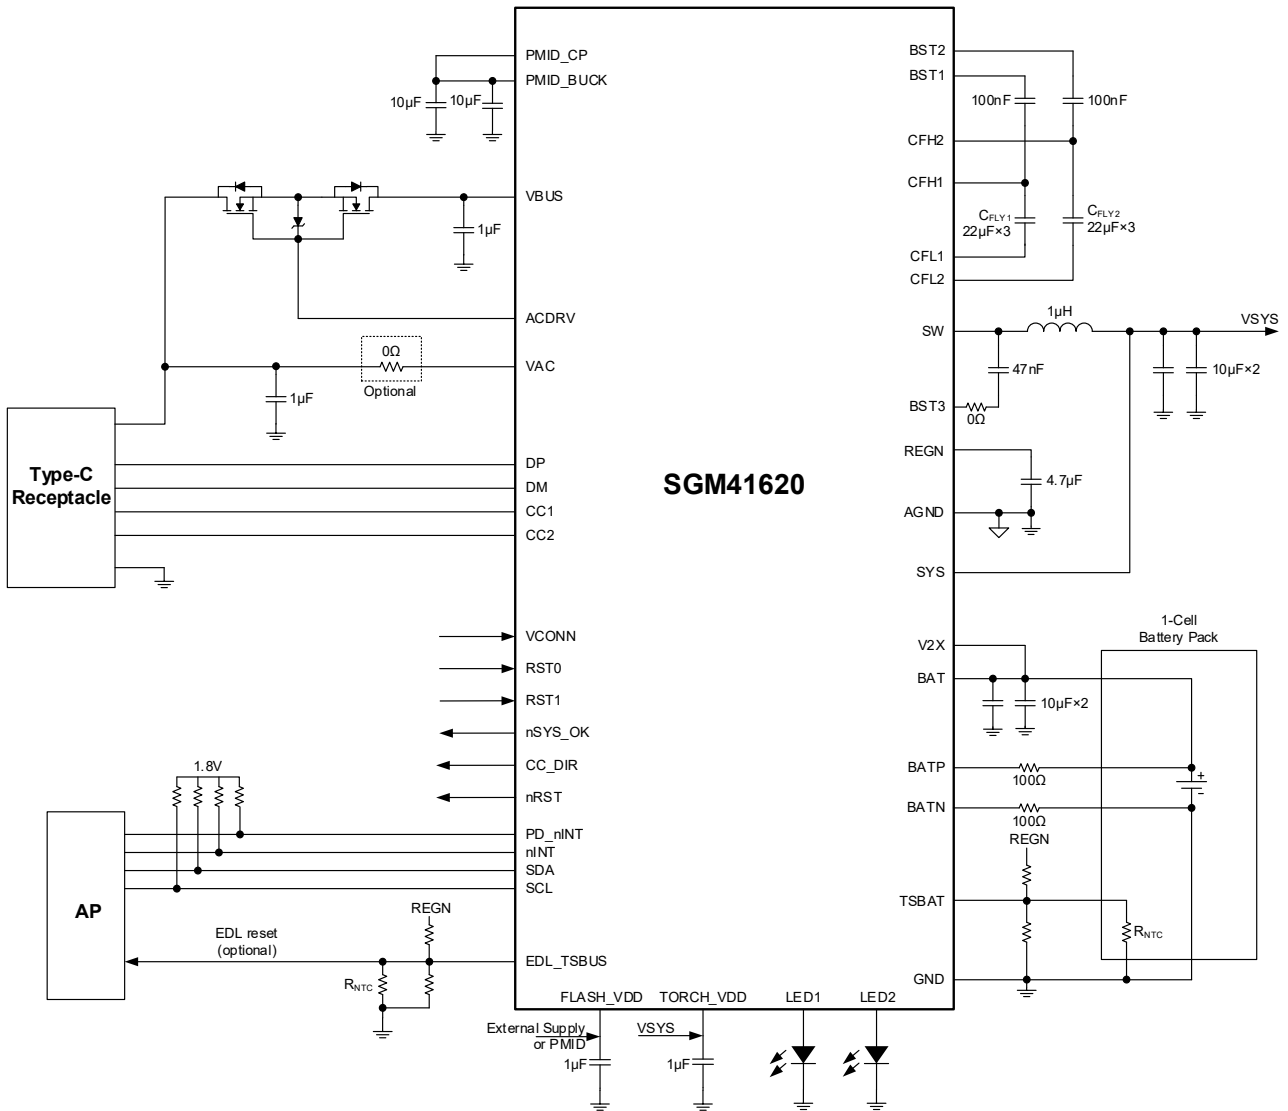 PMID_CP
PMID_BUCK
10µF
10µF
VBUS
1µF
ACDRV
0Ω
VAC
Optional
1µF
Type-C
Receptacle
DP
DM
CC1
CC2
VCONN
RST0
RST1
nSYS_OK
CC_DIR
nRST
1.8V
PD_nINT
nINT
SDA
SCL
AP
REGN
EDL reset
(optional)
EDL_TSBUS
RNTC
SGM41620
BST2
BST1
100nF
100nF
CFH2
CFH1
CFLY1
22µF×3
CFLY2
22µF×3
CFL1
CFL2
1µH
SW
VSYS
47nF
10µF×2
BST3
0Ω
REGN
4.7µF
AGND
SYS
1-Cell
Battery Pack
V2X
BAT
10µF×2
BATP
100Ω
+
−
BATN
100Ω
REGN
TSBAT
RNTC
GND
FLASH_VDD
TORCH_VDD
LED1
LED2
External Supply
or PMID
VSYS
1µF
1µF